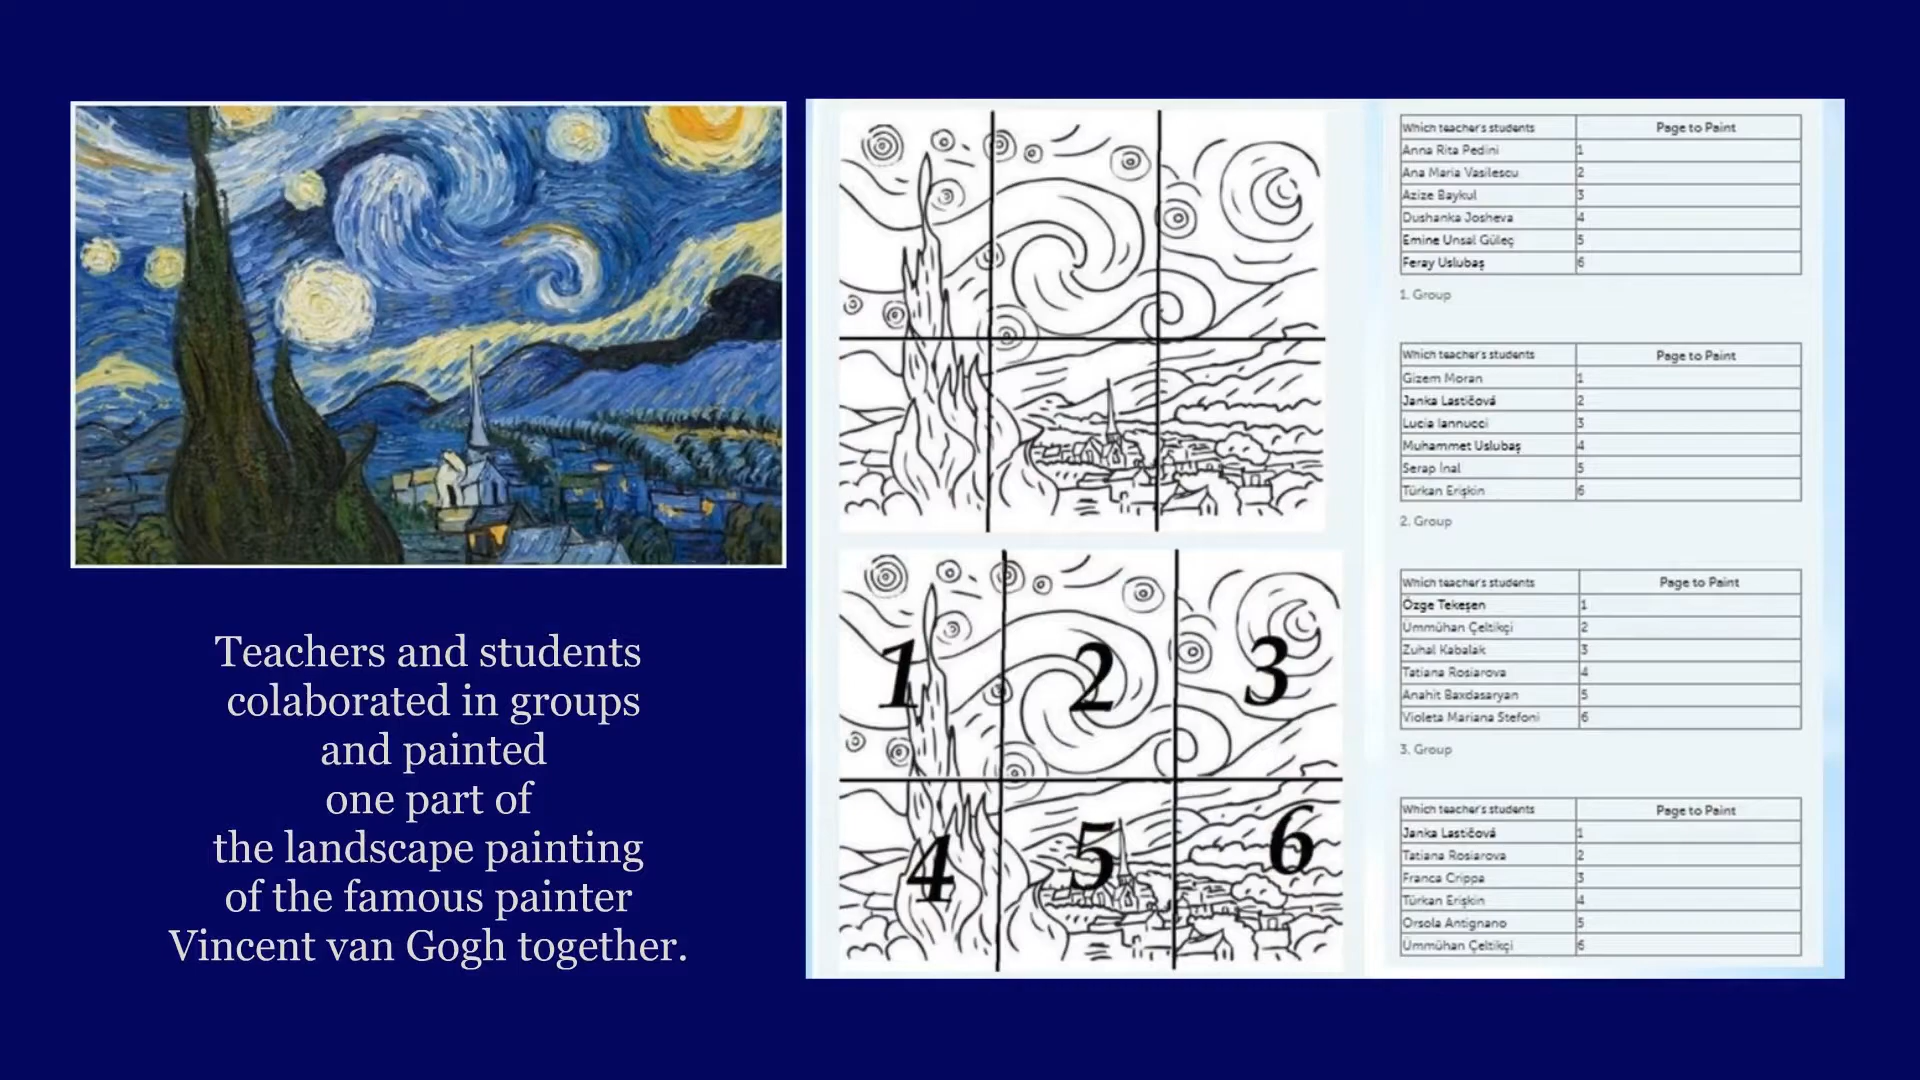 Teachers and students
colaborated in groups
and painted
one part of
the landscape painting
of the famous painter
Vincent van Gogh together.
1 2 3
4 5 6
Which teacher's students Page to Paint
Anna Rita Pedini 1
Ana Maria Vasilescu 2
Azize Baykul 3
Dushanka Josheva 4
Emine Unsal Güleç 5
Feray Uslubaş 6
1. Group
Which teacher's students Page to Paint
Gizem Moran 1
Janka Lastičová 2
Lucia Iannucci 3
Muhammet Uslubaş 4
Serap İnal 5
Türkan Erişkin 6
2. Group
Which teacher's students Page to Paint
Özge Tekeşen 1
Ümmühan Çeltikçi 2
Zuhal Kabalak 3
Tatiana Rosiarova 4
Anahit Baxdasaryan 5
Violeta Mariana Stefoni 6
3. Group
Which teacher's students Page to Paint
Janka Lastičová 1
Tatiana Rosiarova 2
Franca Crippa 3
Türkan Erişkin 4
Orsola Antignano 5
Ümmühan Çeltikçi 6